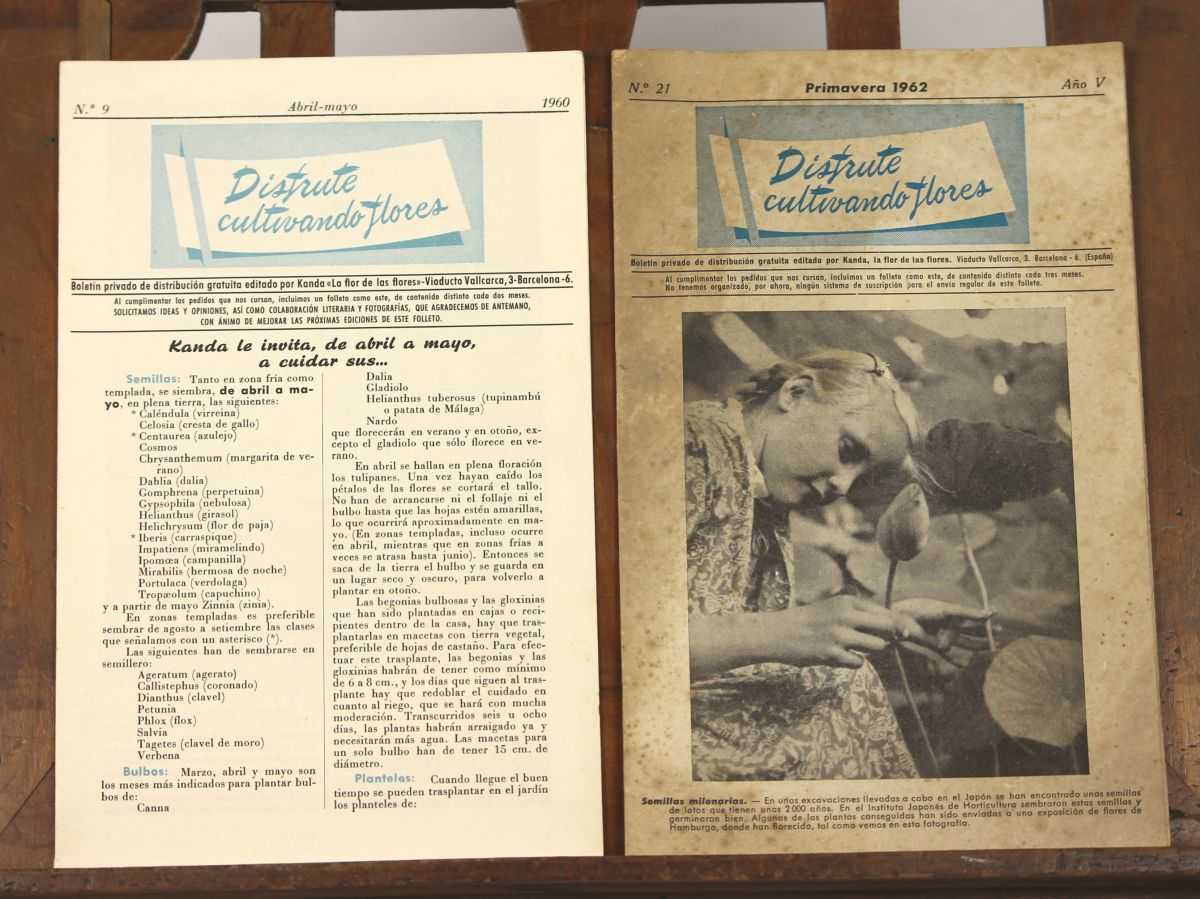 N.º 9 Abril-mayo 1960
Disfrute
cultivando flores
Boletín privado de distribución gratuita editado por Kanda «La flor de las flores»-Viaducto Vallcarca, 3-Barcelona-6.
Al cumplimentar los pedidos que nos cursan, incluimos un folleto como este, de contenido distinto cada dos meses.
SOLICITAMOS IDEAS Y OPINIONES, ASÍ COMO COLABORACIÓN LITERARIA Y FOTOGRAFÍAS, QUE AGRADECEMOS DE ANTEMANO,
CON ÁNIMO DE MEJORAR LAS PRÓXIMAS EDICIONES DE ESTE FOLLETO.
Kanda le invita, de abril a mayo,
a cuidar sus...
Semillas: Tanto en zona fría como
templada, se siembra, de abril a ma-
yo, en plena tierra, las siguientes:
* Caléndula (virreina)
Celosia (cresta de gallo)
* Centaurea (azulejo)
Cosmos
Chrysanthemum (margarita de ve-
rano)
Dahlia (dalia)
Gomphrena (perpetuina)
Gypsophila (nebulosa)
Helianthus (girasol)
Helichrysum (flor de paja)
* Iberis (carraspique)
Impatiens (miramelindo)
Ipomœa (campanilla)
Mirabilis (hermosa de noche)
Portulaca (verdolaga)
Tropæolum (capuchino)
y a partir de mayo Zinnia (zinia).
En zonas templadas es preferible
sembrar de agosto a setiembre las clases
que señalamos con un asterisco (*).
Las siguientes han de sembrarse en
semillero:
Ageratum (agerato)
Callistephus (coronado)
Dianthus (clavel)
Petunia
Phlox (flox)
Salvia
Tagetes (clavel de moro)
Verbena
Bulbos: Marzo, abril y mayo son
los meses más indicados para plantar bul-
bos de:
Canna
Dalia
Gladiolo
Helianthus tuberosus (tupinambú
o patata de Málaga)
Nardo
que florecerán en verano y en otoño, ex-
cepto el gladiolo que sólo florece en ve-
rano.
En abril se hallan en plena floración
los tulipanes. Una vez hayan caído los
pétalos de las flores se cortará el tallo.
No han de arrancarse ni el follaje ni el
bulbo hasta que las hojas estén amarillas,
lo que ocurrirá aproximadamente en ma-
yo. (En zonas templadas, incluso ocurre
en abril, mientras que en zonas frías a
veces se atrasa hasta junio). Entonces se
saca de la tierra el bulbo y se guarda en
un lugar seco y oscuro, para volverlo a
plantar en otoño.
Las begonias bulbosas y las gloxinias
que han sido plantadas en cajas o reci-
pientes dentro de la casa, hay que tras-
plantarlas en macetas con tierra vegetal,
preferible de hojas de castaño. Para efec-
tuar este trasplante, las begonias y las
gloxinias habrán de tener como mínimo
de 6 a 8 cm., y los días que siguen al tras-
plante hay que redoblar el cuidado en
cuanto al riego, que se hará con mucha
moderación. Transcurridos seis u ocho
días, las plantas habrán arraigado ya y
necesitarán más agua. Las macetas para
un solo bulbo han de tener 15 cm. de
diámetro.
Planteles: Cuando llegue el buen
tiempo se pueden trasplantar en el jardín
los planteles de:
N.º 21 Primavera 1962 Año V
Disfrute
cultivando flores
Boletín privado de distribución gratuita editado por Kanda, la flor de las flores. Viaducto Vallcarca, 3. Barcelona - 6. (España)
Al cumplimentar los pedidos que nos cursan, incluimos un folleto como este, de contenido distinto cada tres meses.
No tenemos organizado, por ahora, ningún sistema de suscripción para el envío regular de este folleto.
Semillas milenarias. — En unas excavaciones llevadas a cabo en el Japón se han encontrado unas semillas
de lotos que tienen unos 2000 años. En el Instituto Japonés de Horticultura sembraron estas semillas y
germinaron bien. Algunas de las plantas conseguidas han sido enviadas a una exposición de flores de
Hamburgo, donde han florecido, tal como vemos en esta fotografía.